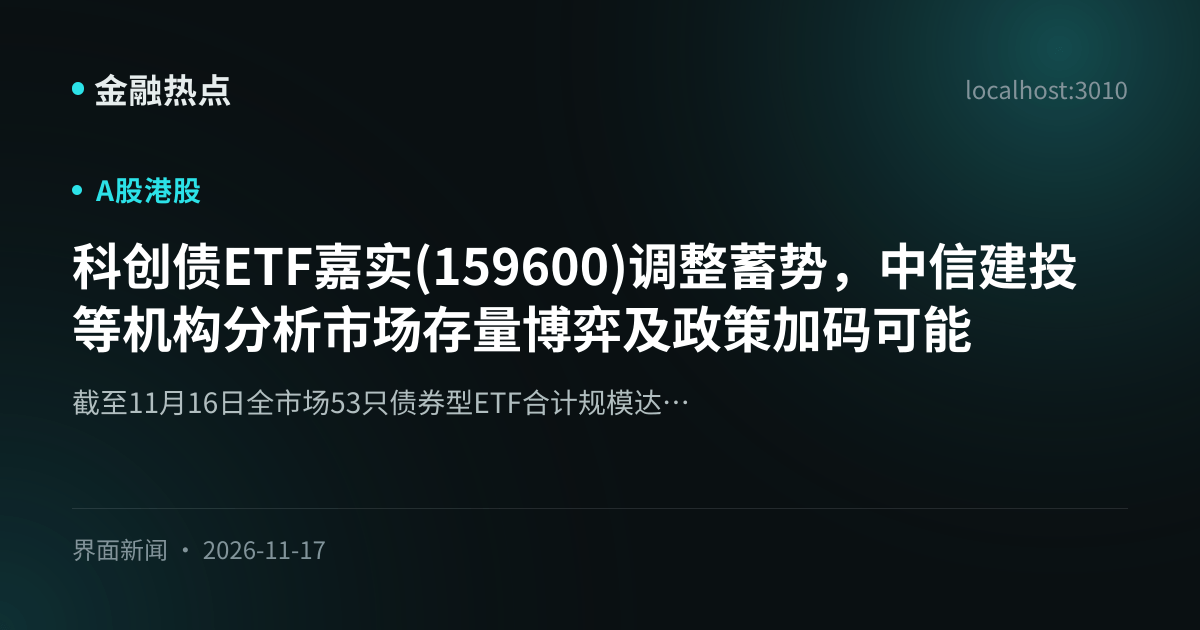 金融热点
localhost:3010
A股港股
科创债ETF嘉实(159600)调整蓄势，中信建投
等机构分析市场存量博弈及政策加码可能
截至11月16日全市场53只债券型ETF合计规模达…
界面新闻 · 2026-11-17